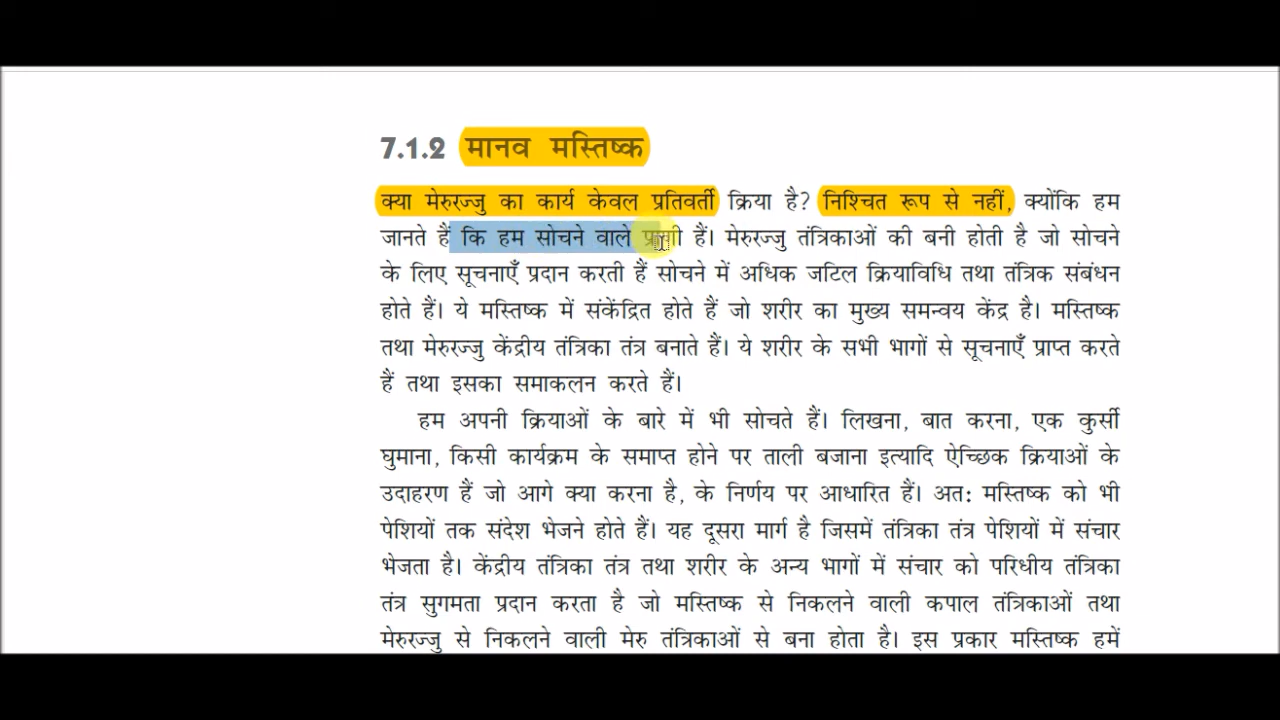 7.1.2 मानव मस्तिष्क
क्या मेरुरज्जु का कार्य केवल प्रतिवर्ती क्रिया है? निश्चित रूप से नहीं, क्योंकि हम
जानते हैं कि हम सोचने वाले प्राणी हैं। मेरुरज्जु तंत्रिकाओं की बनी होती है जो सोचने
के लिए सूचनाएँ प्रदान करती हैं सोचने में अधिक जटिल क्रियाविधि तथा तंत्रिक संबंधन
होते हैं। ये मस्तिष्क में संकेंद्रित होते हैं जो शरीर का मुख्य समन्वय केंद्र है। मस्तिष्क
तथा मेरुरज्जु केंद्रीय तंत्रिका तंत्र बनाते हैं। ये शरीर के सभी भागों से सूचनाएँ प्राप्त करते
हैं तथा इसका समाकलन करते हैं।
हम अपनी क्रियाओं के बारे में भी सोचते हैं। लिखना, बात करना, एक कुर्सी
घुमाना, किसी कार्यक्रम के समाप्त होने पर ताली बजाना इत्यादि ऐच्छिक क्रियाओं के
उदाहरण हैं जो आगे क्या करना है, के निर्णय पर आधारित हैं। अत: मस्तिष्क को भी
पेशियों तक संदेश भेजने होते हैं। यह दूसरा मार्ग है जिसमें तंत्रिका तंत्र पेशियों में संचार
भेजता है। केंद्रीय तंत्रिका तंत्र तथा शरीर के अन्य भागों में संचार को परिधीय तंत्रिका
तंत्र सुगमता प्रदान करता है जो मस्तिष्क से निकलने वाली कपाल तंत्रिकाओं तथा
मेरुरज्जु से निकलने वाली मेरु तंत्रिकाओं से बना होता है। इस प्रकार मस्तिष्क हमें